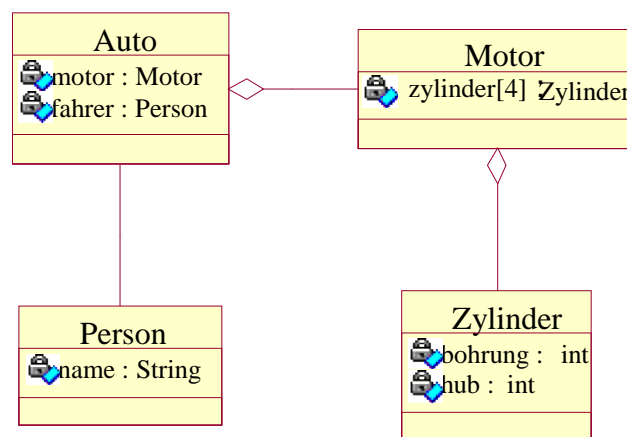 Auto
motor : Motor
fahrer : Person
Motor
zylinder[4] : Zylinder
Person
name : String
Zylinder
bohrung : int
hub : int